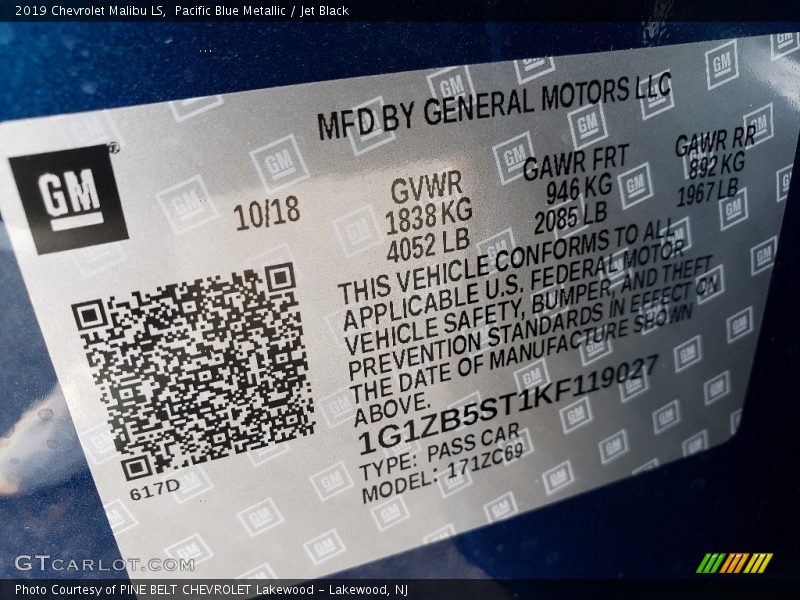 2019 Chevrolet Malibu LS, Pacific Blue Metallic / Jet Black
MFD BY GENERAL MOTORS LLC
GM
®
10/18
GVWR
1838 KG
4052 LB
GAWR FRT
946 KG
2085 LB
GAWR RR
892 KG
1967 LB
THIS VEHICLE CONFORMS TO ALL
APPLICABLE U.S. FEDERAL MOTOR
VEHICLE SAFETY, BUMPER, AND THEFT
PREVENTION STANDARDS IN EFFECT ON
THE DATE OF MANUFACTURE SHOWN
ABOVE.
1G1ZB5ST1KF119027
TYPE: PASS CAR
MODEL: 171ZC69
617D
GTCARLOT.COM
Photo Courtesy of PINE BELT CHEVROLET Lakewood - Lakewood, NJ